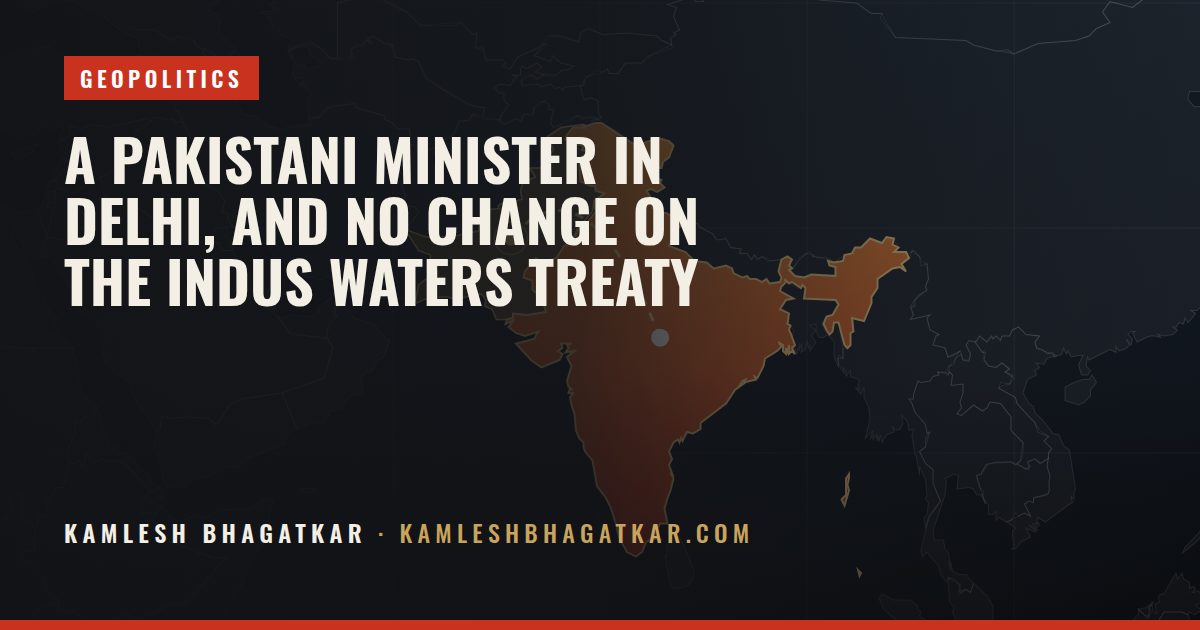 GEOPOLITICS
A PAKISTANI MINISTER IN
DELHI, AND NO CHANGE ON
THE INDUS WATERS TREATY
KAMLESH BHAGATKAR · KAMLESHBHAGATKAR.COM